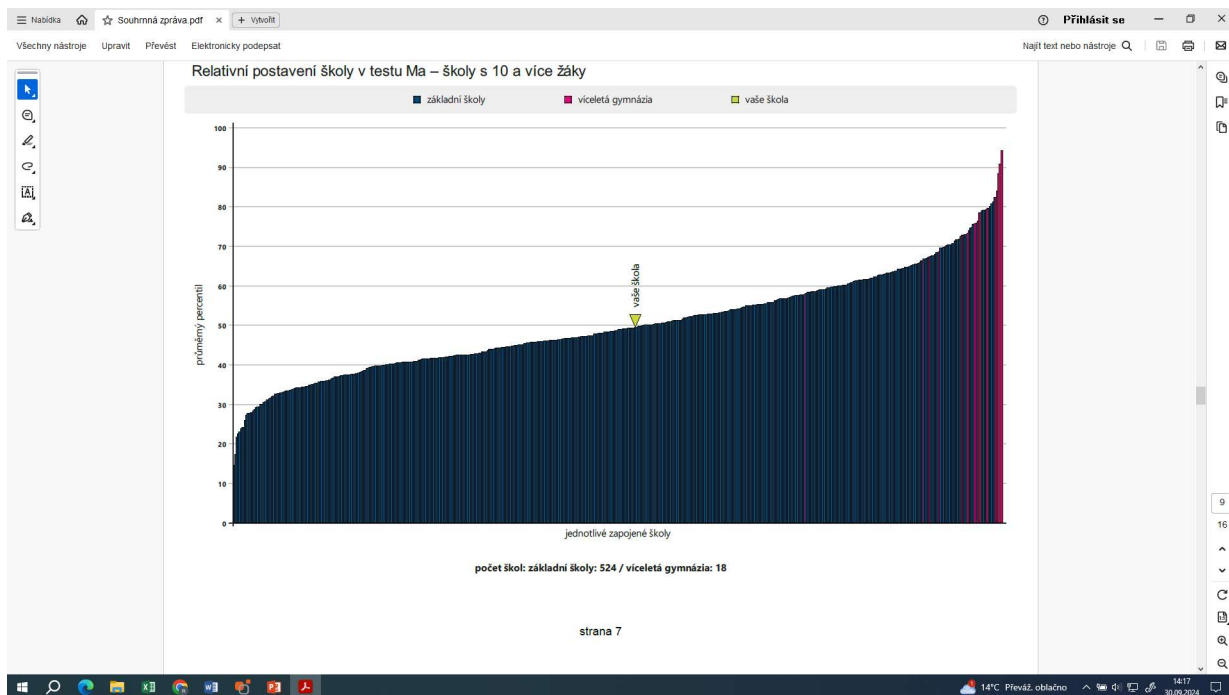 Nabídka
Souhrnná zpráva.pdf
× + Vytvořit
Přihlásit se
Všechny nástroje Upravit Převést Elektronicky podepsat
Najít text nebo nástroje
Relativní postavení školy v testu Ma – školy s 10 a více žáky
základní školy víceletá gymnázia vaše škola
100
90
80
70
60
50
40
30
20
10
0
průměrný percentil
vaše škola
jednotlivé zapojené školy
počet škol: základní školy: 524 / víceletá gymnázia: 18
strana 7
9
16
14°C Převáž. oblačno
14:17
30.09.2024